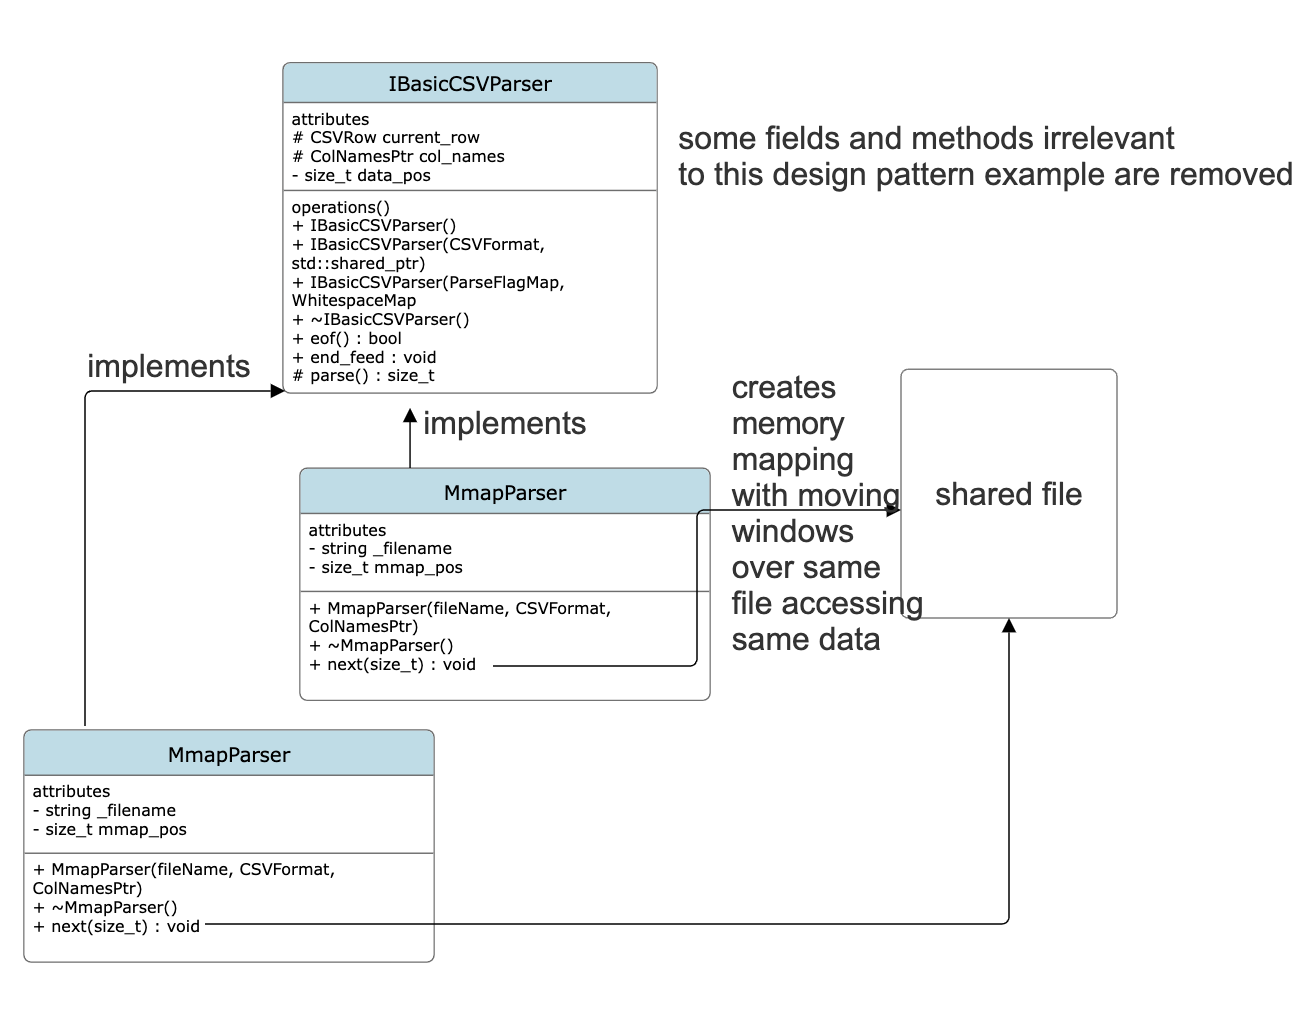 IBasicCSVParser
attributes
# CSVRow current_row
# ColNamesPtr col_names
- size_t data_pos
operations()
+ IBasicCSVParser()
+ IBasicCSVParser(CSVFormat,
std::shared_ptr)
+ IBasicCSVParser(ParseFlagMap,
WhitespaceMap
+ ~IBasicCSVParser()
+ eof() : bool
+ end_feed : void
# parse() : size_t
some fields and methods irrelevant
to this design pattern example are removed
implements
implements
MmapParser
attributes
- string _filename
- size_t mmap_pos
+ MmapParser(fileName, CSVFormat,
ColNamesPtr)
+ ~MmapParser()
+ next(size_t) : void
creates
memory
mapping
with moving
windows
over same
file accessing
same data
shared file
MmapParser
attributes
- string _filename
- size_t mmap_pos
+ MmapParser(fileName, CSVFormat,
ColNamesPtr)
+ ~MmapParser()
+ next(size_t) : void